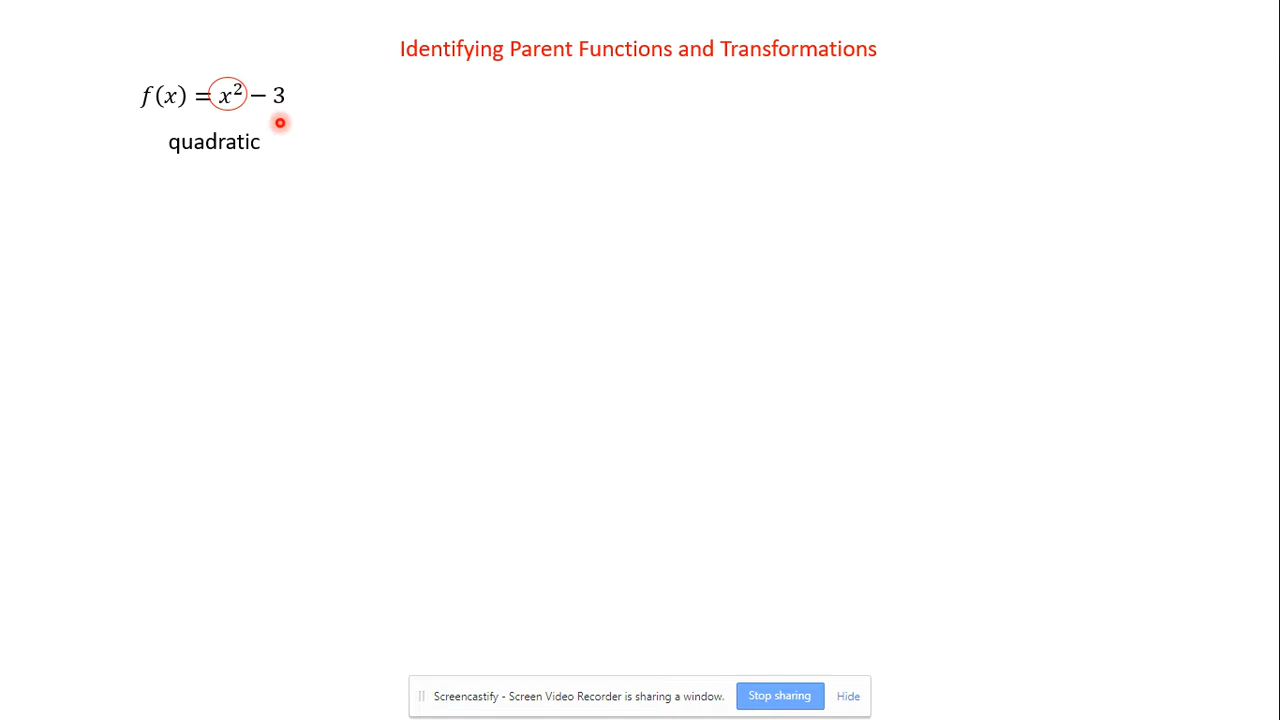 Identifying Parent Functions and Transformations
f(x) = x² − 3
quadratic
Screencastify - Screen Video Recorder is sharing a window. Stop sharing Hide